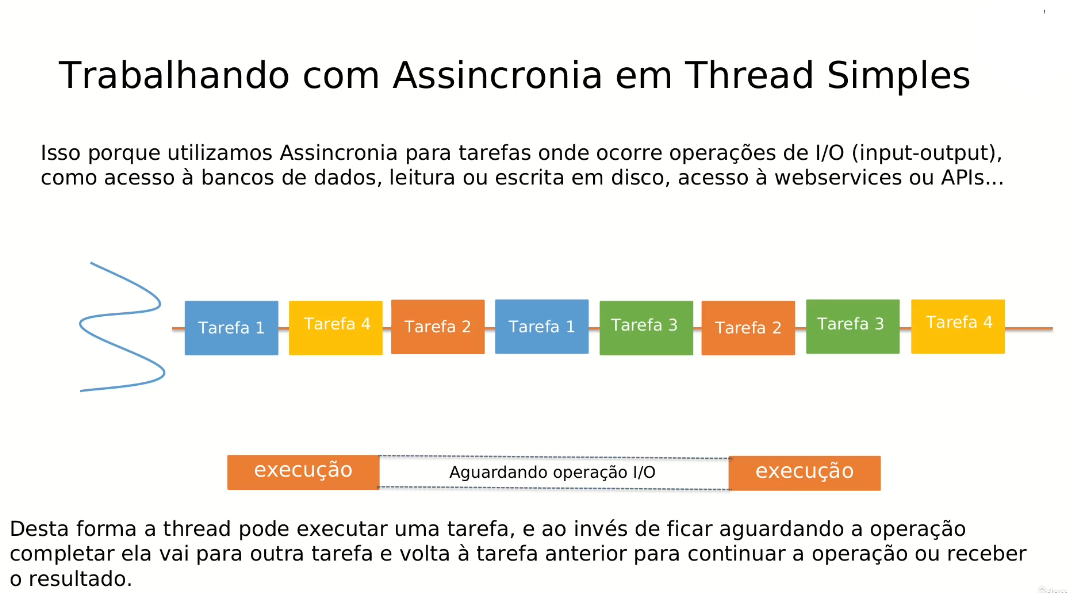 Trabalhando com Assincronia em Thread Simples
Isso porque utilizamos Assincronia para tarefas onde ocorre operações de I/O (input-output),
como acesso à bancos de dados, leitura ou escrita em disco, acesso à webservices ou APIs...
Tarefa 1 Tarefa 4 Tarefa 2 Tarefa 1 Tarefa 3 Tarefa 2 Tarefa 3 Tarefa 4
execução Aguardando operação I/O execução
Desta forma a thread pode executar uma tarefa, e ao invés de ficar aguardando a operação
completar ela vai para outra tarefa e volta à tarefa anterior para continuar a operação ou receber
o resultado.